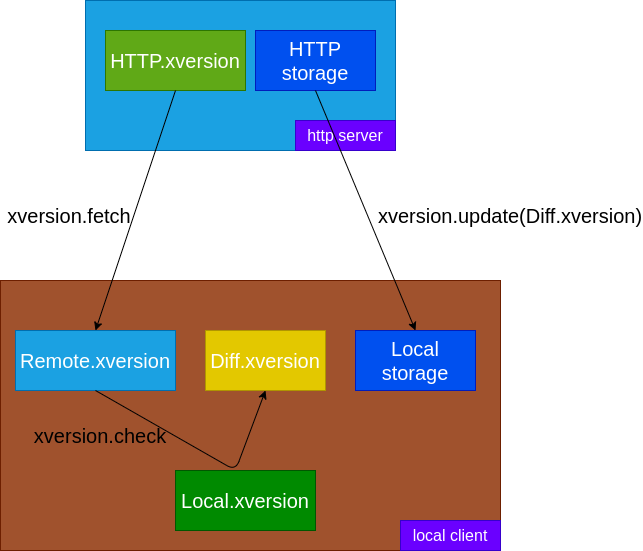 HTTP.xversion
HTTP
storage
http server
xversion.fetch
xversion.update(Diff.xversion)
Remote.xversion
Diff.xversion
Local
storage
xversion.check
Local.xversion
local client